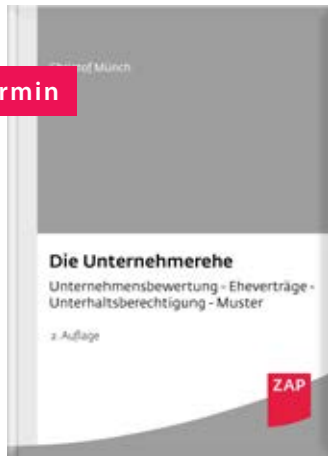 Christof Münch
rmin
Die Unternehmerehe
Unternehmensbewertung - Eheverträge -
Unterhaltsberechtigung - Muster
2. Auflage
ZAP